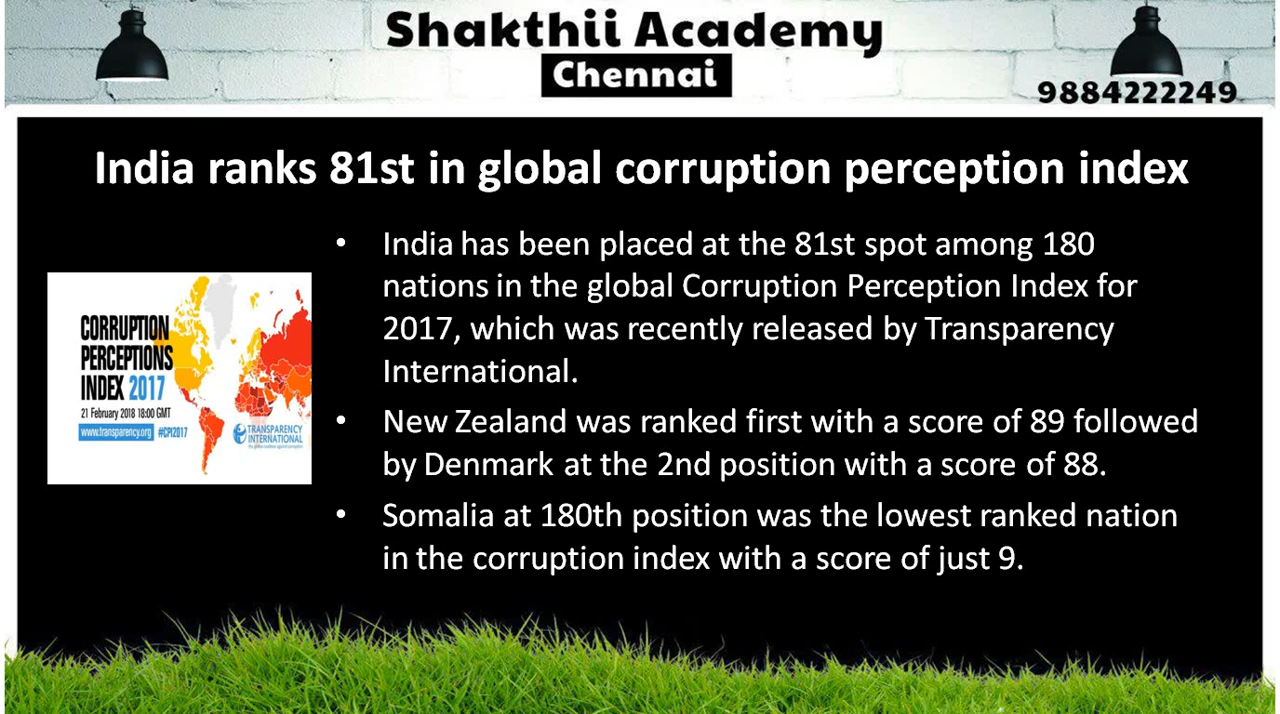 Shakthii Academy
Chennai
9884222249
India ranks 81st in global corruption perception index
• India has been placed at the 81st spot among 180
nations in the global Corruption Perception Index for
2017, which was recently released by Transparency
International.
• New Zealand was ranked first with a score of 89 followed
by Denmark at the 2nd position with a score of 88.
• Somalia at 180th position was the lowest ranked nation
in the corruption index with a score of just 9.
CORRUPTION
PERCEPTIONS
INDEX 2017
21 February 2018 18:00 GMT
www.transparency.org #CPI2017
TRANSPARENCY
INTERNATIONAL